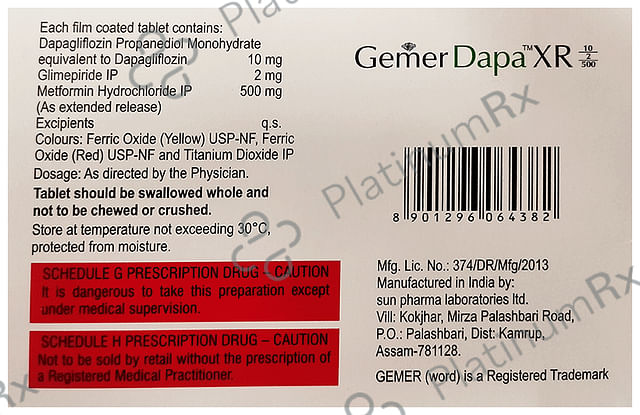 Each film coated tablet contains:
Dapagliflozin Propanediol Monohydrate
equivalent to Dapagliflozin 10 mg
Glimepiride IP 2 mg
Metformin Hydrochloride IP 500 mg
(As extended release)
Excipients q.s.
Colours: Ferric Oxide (Yellow) USP-NF, Ferric
Oxide (Red) USP-NF and Titanium Dioxide IP
Dosage: As directed by the Physician.
Tablet should be swallowed whole and
not to be chewed or crushed.
Store at temperature not exceeding 30°C,
protected from moisture.
SCHEDULE G PRESCRIPTION DRUG – CAUTION
It is dangerous to take this preparation except
under medical supervision.
SCHEDULE H PRESCRIPTION DRUG – CAUTION
Not to be sold by retail without the prescription of
a Registered Medical Practitioner.
Gemer Dapa™ XR 10/2/500
8 901296 064382
Mfg. Lic. No.: 374/DR/Mfg/2013
Manufactured in India by:
sun pharma laboratories ltd.
Vill: Kokjhar, Mirza Palashbari Road,
P.O.: Palashbari, Dist: Kamrup,
Assam-781128.
GEMER (word) is a Registered Trademark
PlatinumRx
PlatinumRx
PlatinumRx
Rx